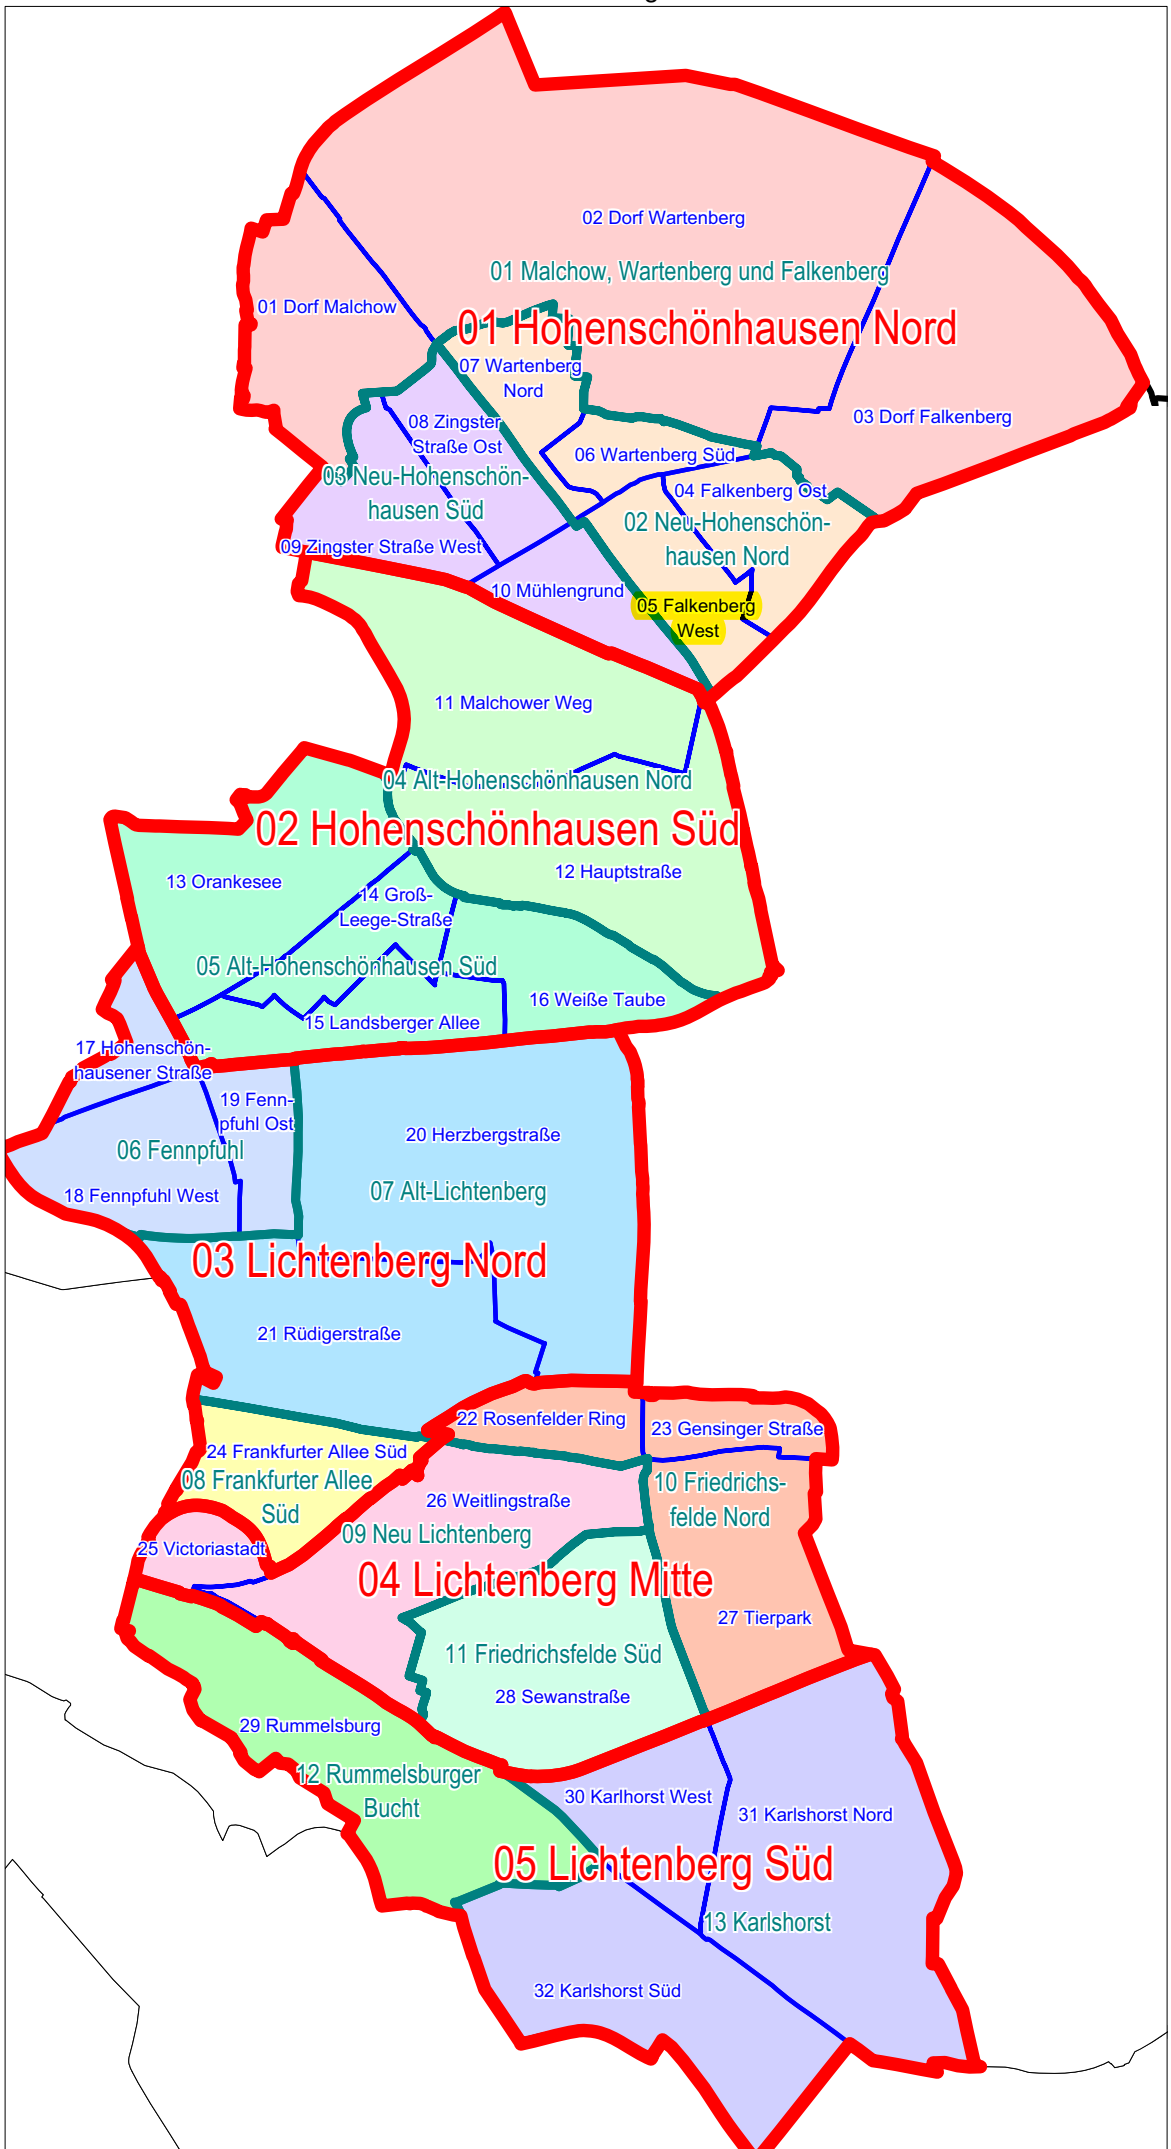 02 Dorf Wartenberg
01 Malchow, Wartenberg und Falkenberg
01 Dorf Malchow
01 Hohenschönhausen Nord
07 Wartenberg
Nord
03 Dorf Falkenberg
08 Zingster
Straße Ost
06 Wartenberg Süd
03 Neu-Hohenschön-
hausen Süd
04 Falkenberg Ost
02 Neu-Hohenschön-
hausen Nord
09 Zingster Straße West
10 Mühlengrund
05 Falkenberg
West
11 Malchower Weg
04 Alt-Hohenschönhausen Nord
02 Hohenschönhausen Süd
12 Hauptstraße
13 Orankesee
14 Groß-
Leege-Straße
05 Alt-Hohenschönhausen Süd
16 Weiße Taube
15 Landsberger Allee
17 Hohenschön-
hausener Straße
19 Fenn-
pfuhl Ost
20 Herzbergstraße
06 Fennpfuhl
18 Fennpfuhl West
07 Alt-Lichtenberg
03 Lichtenberg Nord
21 Rüdigerstraße
22 Rosenfelder Ring
23 Gensinger Straße
24 Frankfurter Allee Süd
08 Frankfurter Allee
Süd
10 Friedrichs-
felde Nord
26 Weitlingstraße
09 Neu Lichtenberg
25 Victoriastadt
04 Lichtenberg Mitte
27 Tierpark
11 Friedrichsfelde Süd
28 Sewanstraße
29 Rummelsburg
12 Rummelsburger
Bucht
30 Karlhorst West
31 Karlshorst Nord
05 Lichtenberg Süd
13 Karlshorst
32 Karlshorst Süd